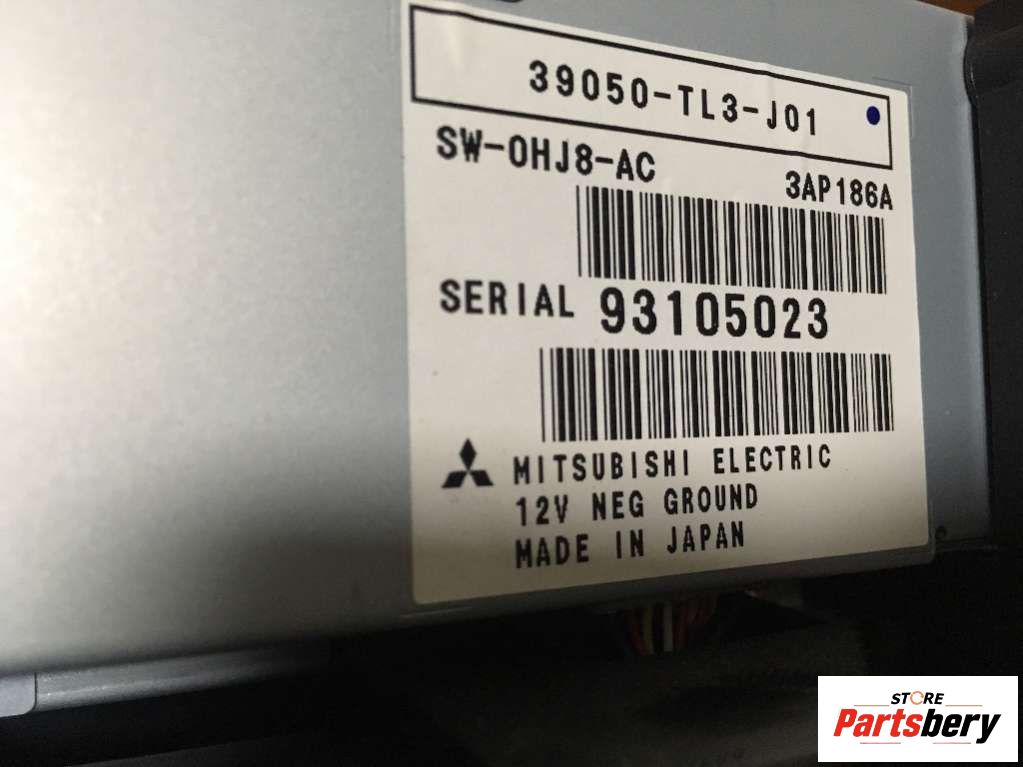 39050-TL3-J01
SW-0HJ8-AC
3AP186A
SERIAL 93105023
MITSUBISHI ELECTRIC
12V NEG GROUND
MADE IN JAPAN
STORE
Partsbery